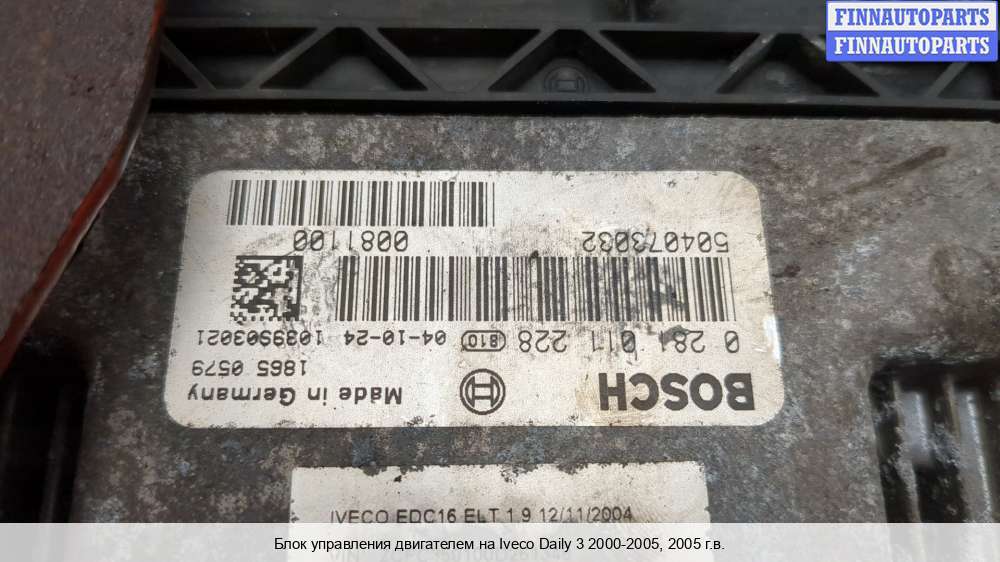 FINNAUTOPARTS
FINNAUTOPARTS
BOSCH
Made in Germany
0 281 011 228 810 04-10-24
1865 0579
1039S03021
504073032
0081100
IVECO EDC16 ELT 1.9 12/11/2004
Блок управления двигателем на Iveco Daily 3 2000-2005, 2005 г.в.